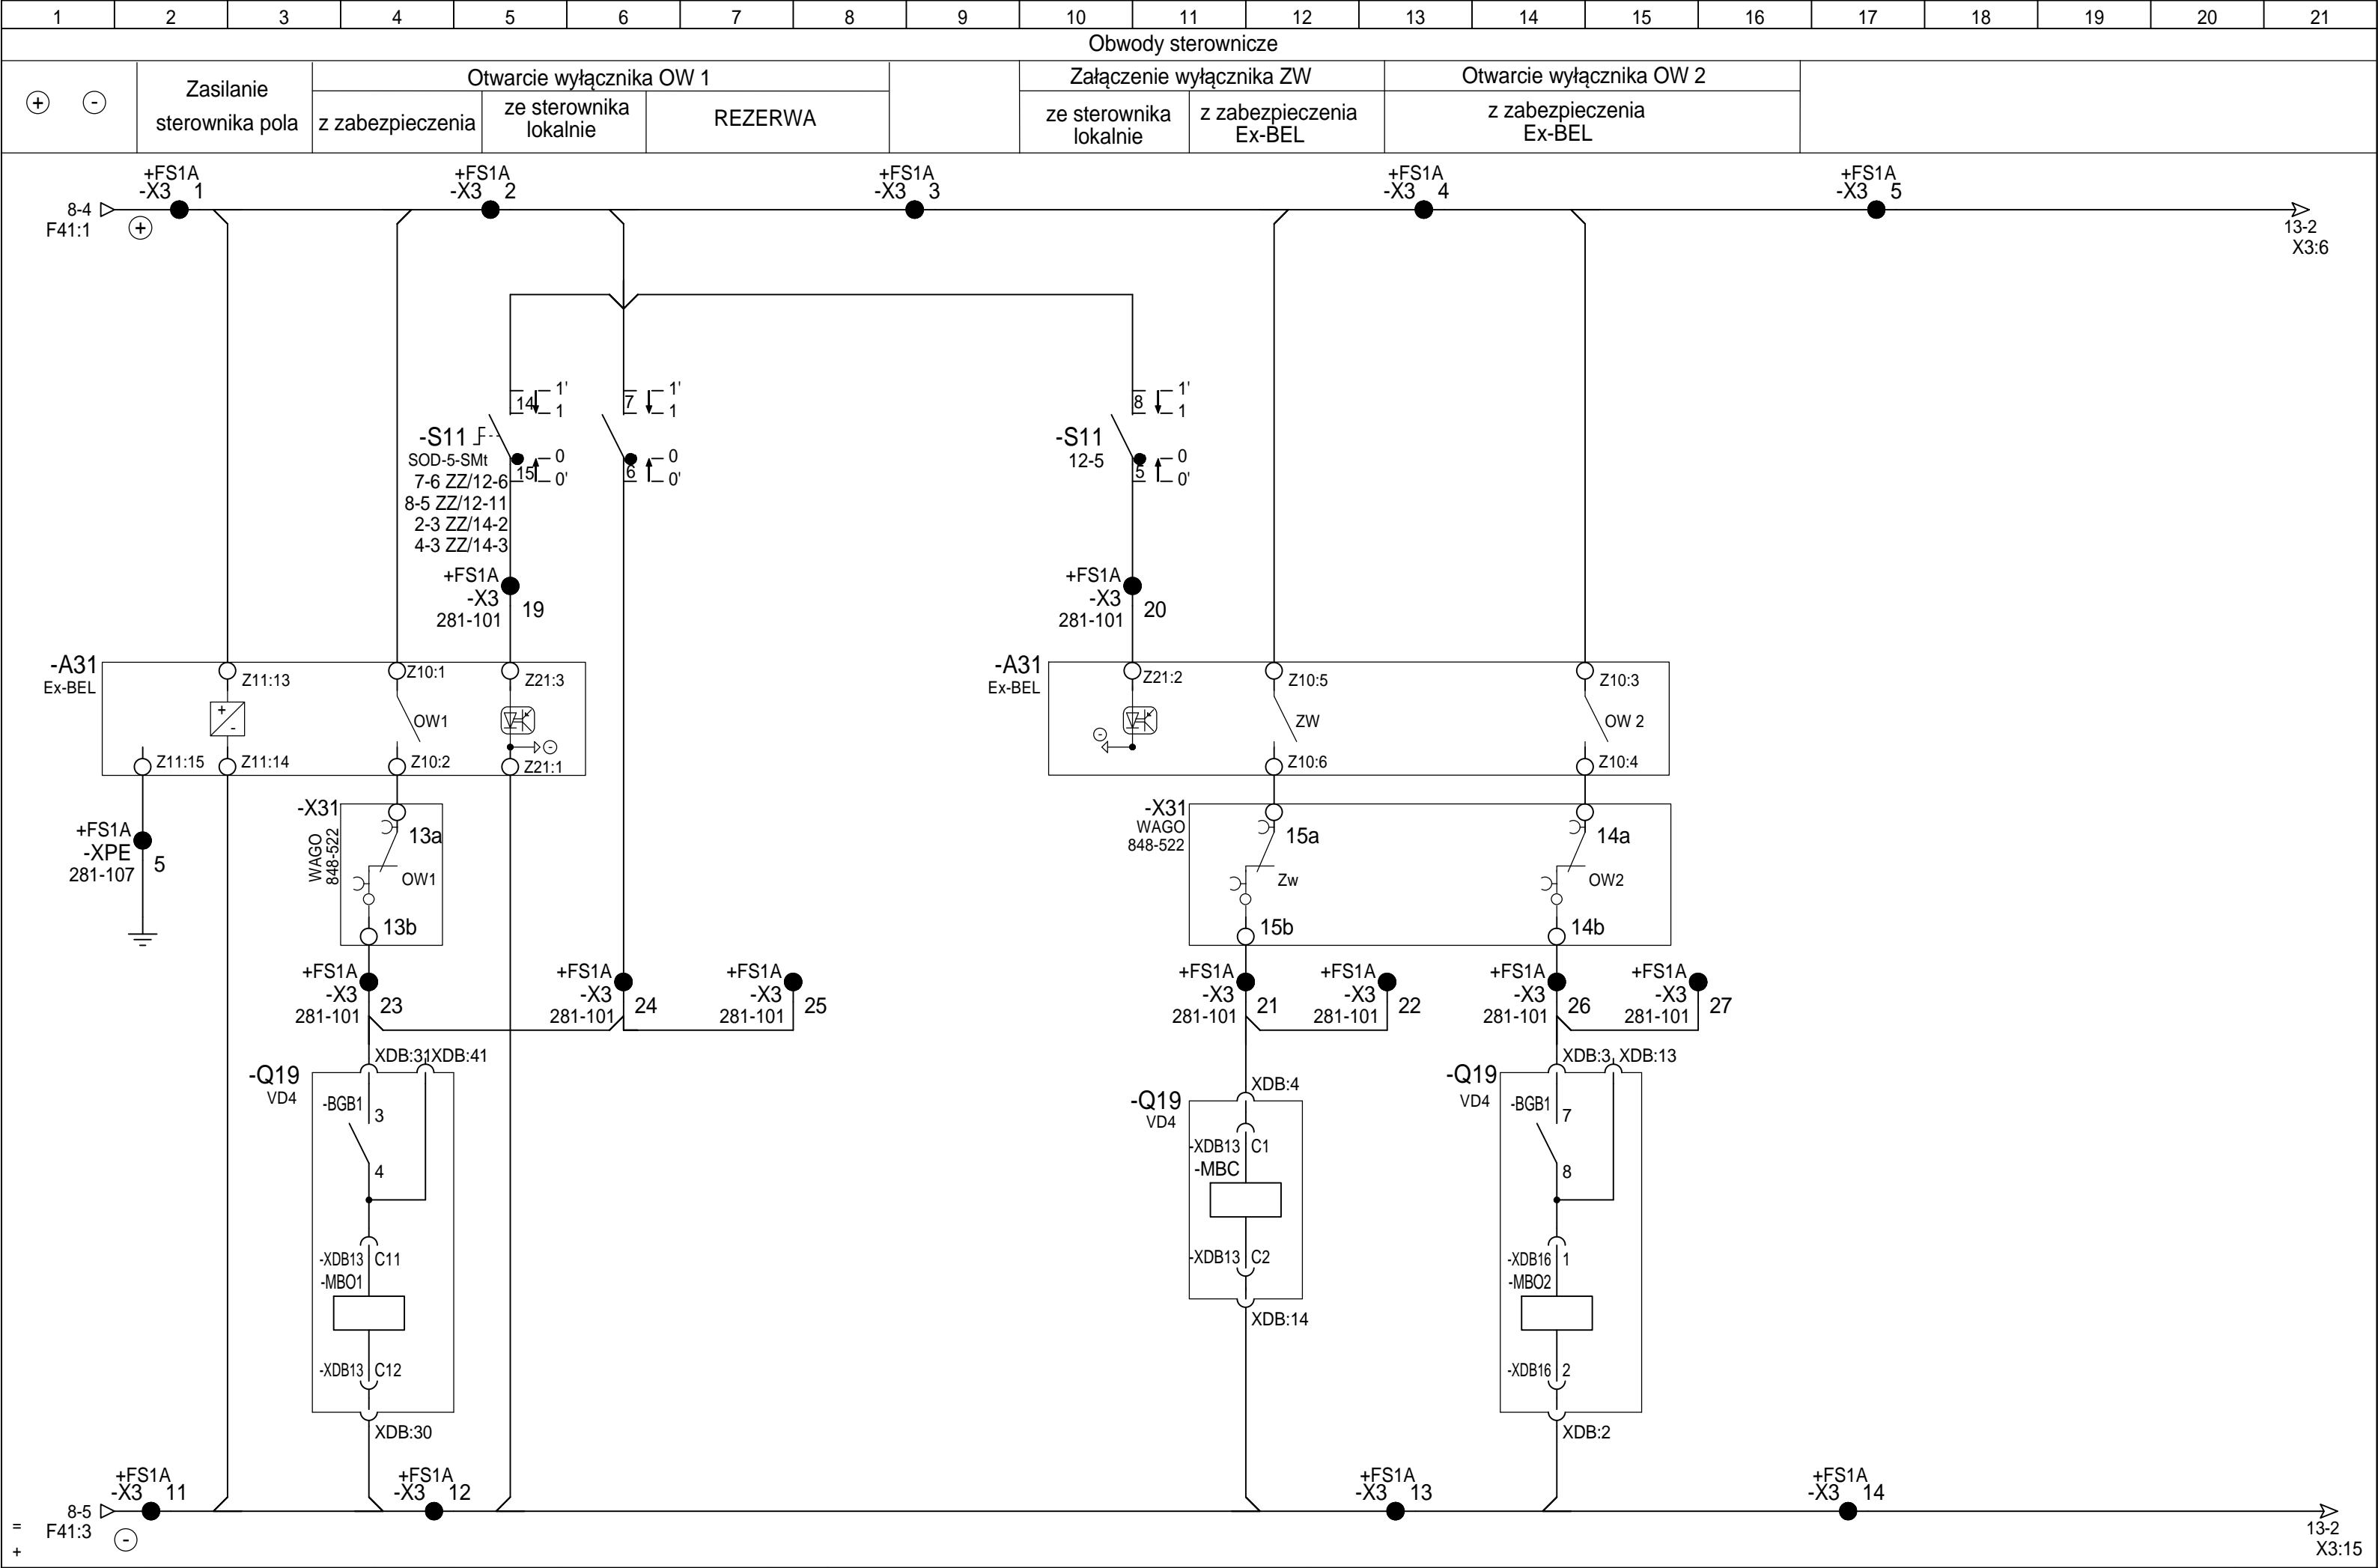 1 2 3 4 5 6 7 8 9 10 11 12 13 14 15 16 17 18 19 20 21
Obwody sterownicze
+ -
Zasilanie
sterownika pola
Otwarcie wyłącznika OW 1
z zabezpieczenia
ze sterownika
lokalnie
REZERWA
Załączenie wyłącznika ZW
ze sterownika
lokalnie
z zabezpieczenia
Ex-BEL
Otwarcie wyłącznika OW 2
z zabezpieczenia
Ex-BEL
8-4
F41:1
+
+FS1A
-X3 1
+FS1A
-X3 2
+FS1A
-X3 3
+FS1A
-X3 4
+FS1A
-X3 5
13-2
X3:6
14
1'
1
-S11
SOD-5-SMt
7-6 ZZ/12-6
8-5 ZZ/12-11
2-3 ZZ/14-2
4-3 ZZ/14-3
0
15
0'
7
1'
1
0
6
0'
8
1'
1
-S11
12-5
0
5
0'
+FS1A
-X3
19
281-101
+FS1A
-X3
20
281-101
-A31
Ex-BEL
Z11:13
Z10:1
Z21:3
+
-
OW1
-
Z11:15
Z11:14
Z10:2
Z21:1
-A31
Ex-BEL
Z21:2
Z10:5
Z10:3
-
ZW
OW 2
Z10:6
Z10:4
+FS1A
-XPE
5
281-107
-X31
WAGO
848-522
13a
OW1
13b
-X31
WAGO
848-522
15a
Zw
15b
14a
OW2
14b
+FS1A
-X3
23
281-101
+FS1A
-X3
24
281-101
+FS1A
-X3
25
281-101
+FS1A
-X3
21
281-101
+FS1A
-X3
22
281-101
+FS1A
-X3
26
281-101
+FS1A
-X3
27
281-101
XDB:31 XDB:41
-Q19
VD4
-BGB1
3
4
-XDB13 C11
-MBO1
-XDB13 C12
XDB:30
XDB:4
-Q19
VD4
-XDB13 C1
-MBC
-XDB13 C2
XDB:14
XDB:3 XDB:13
-Q19
VD4
-BGB1
7
8
-XDB16 1
-MBO2
-XDB16 2
XDB:2
8-5
F41:3
-
=
+
+FS1A
-X3 11
+FS1A
-X3 12
+FS1A
-X3 13
+FS1A
-X3 14
13-2
X3:15